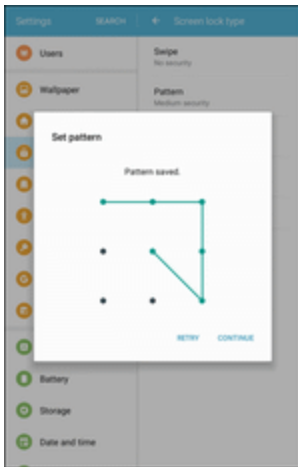 Settings
SEARCH
Screen lock type
Users
Swipe
No security
Wallpaper
Pattern
Medium security
Set pattern
Pattern saved.
RETRY
CONTINUE
Battery
Storage
Date and time